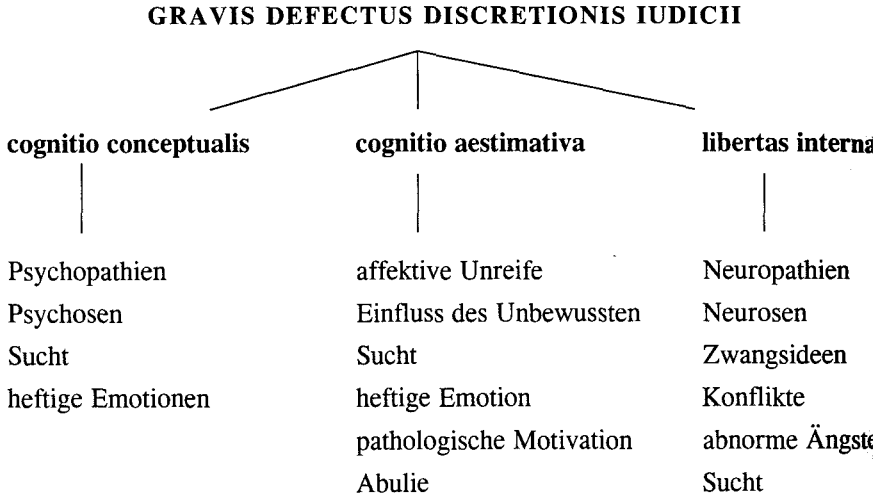 GRAVIS DEFECTUS DISCRETIONIS IUDICII
cognitio conceptualis cognitio aestimativa libertas interna
Psychopathien affektive Unreife Neuropathien
Psychosen Einfluss des Unbewussten Neurosen
Sucht Sucht Zwangsideen
heftige Emotionen heftige Emotion Konflikte
pathologische Motivation abnorme Ängste
Abulie Sucht